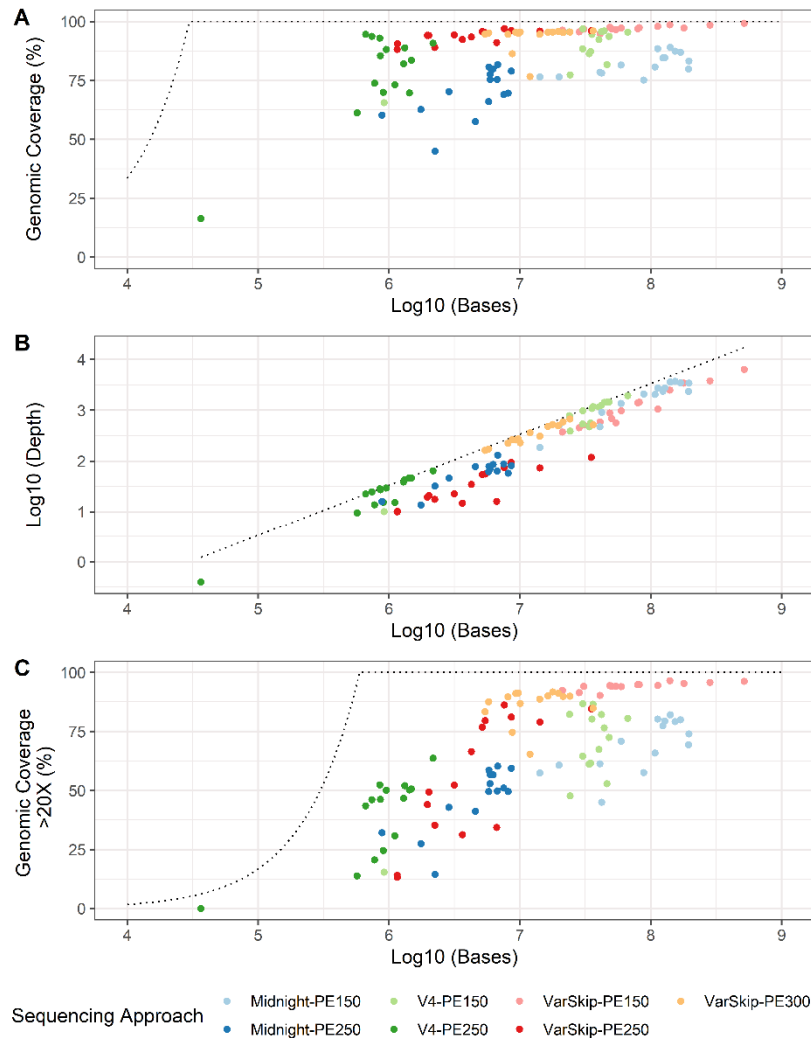 A
Genomic Coverage (%)
100
75
50
25
0
4 5 6 7 8 9
Log10 (Bases)
B
Log10 (Depth)
4
3
2
1
0
4 5 6 7 8 9
Log10 (Bases)
C
Genomic Coverage
>20X (%)
100
75
50
25
0
4 5 6 7 8 9
Log10 (Bases)
Sequencing Approach
Midnight-PE150 V4-PE150 VarSkip-PE150 VarSkip-PE300
Midnight-PE250 V4-PE250 VarSkip-PE250